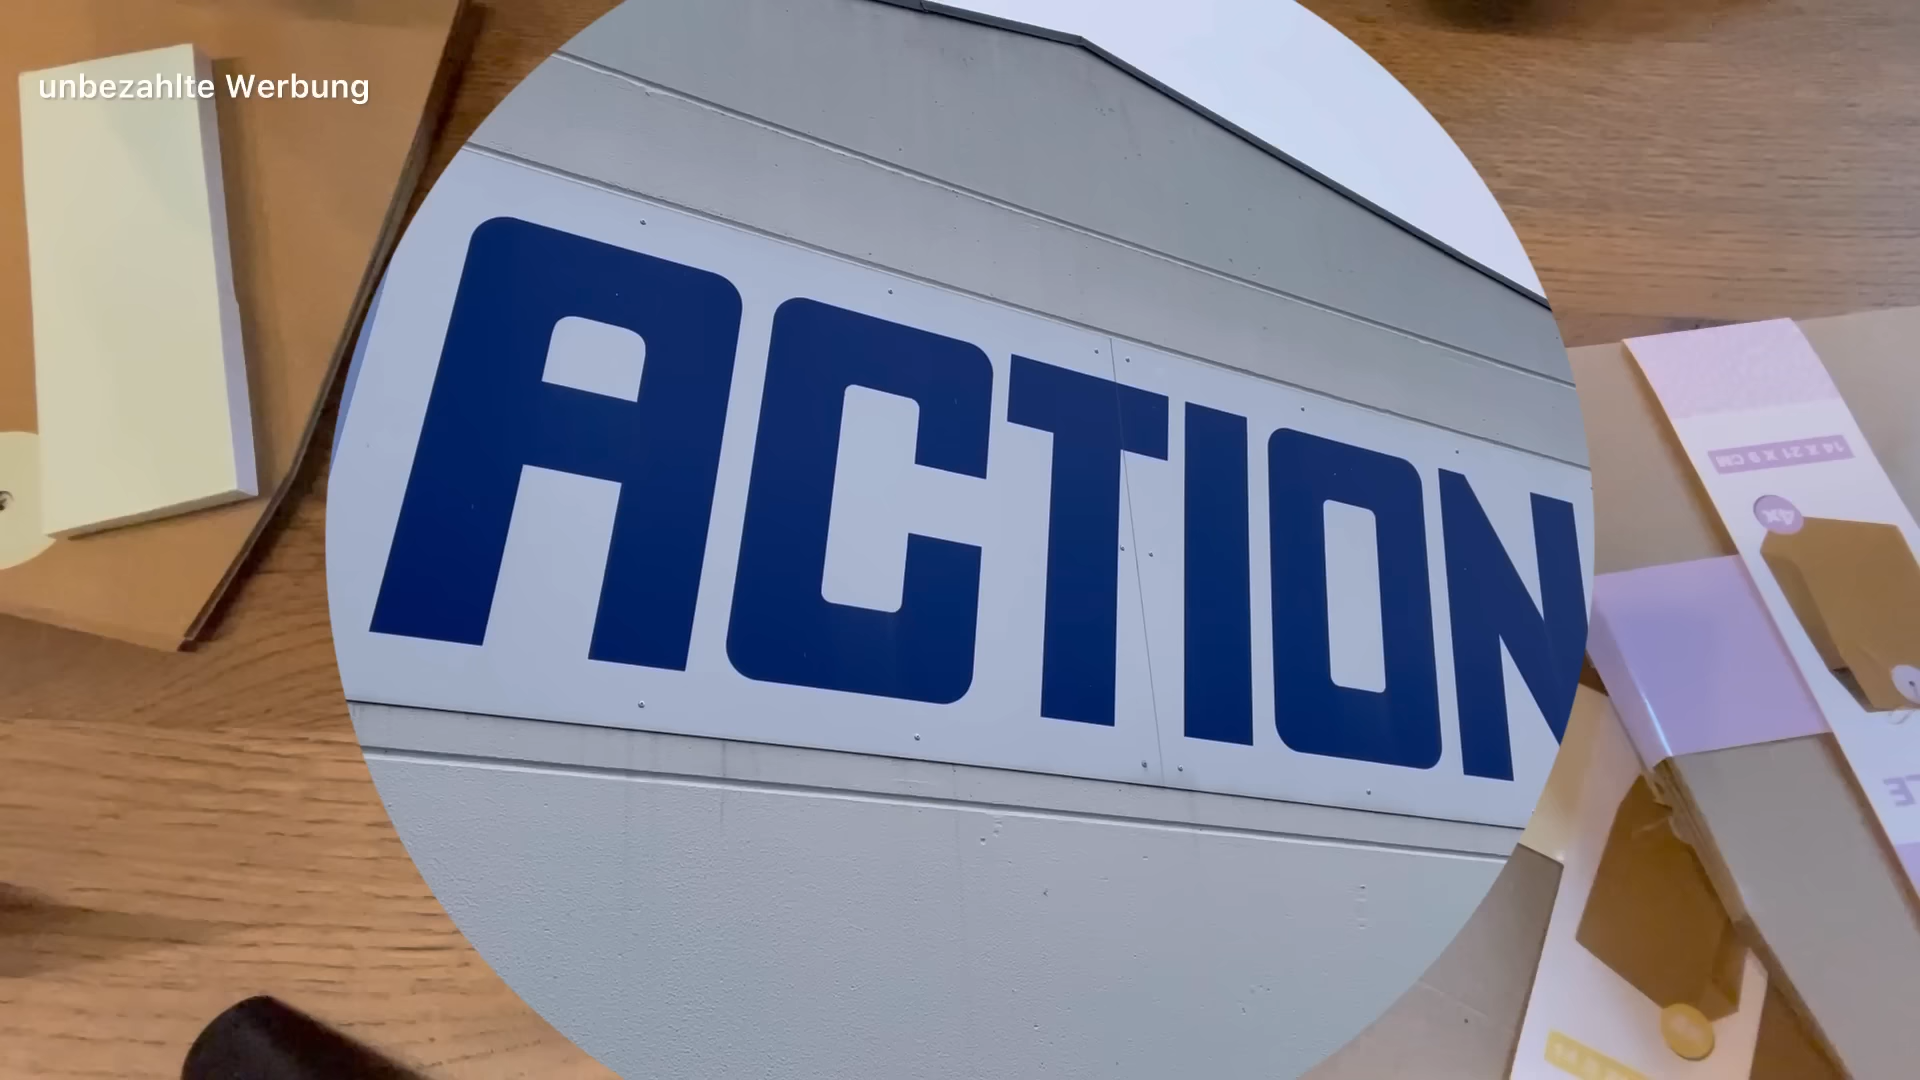 unbezahlte Werbung
ACTION
14 X 21 X 9 CM
4x